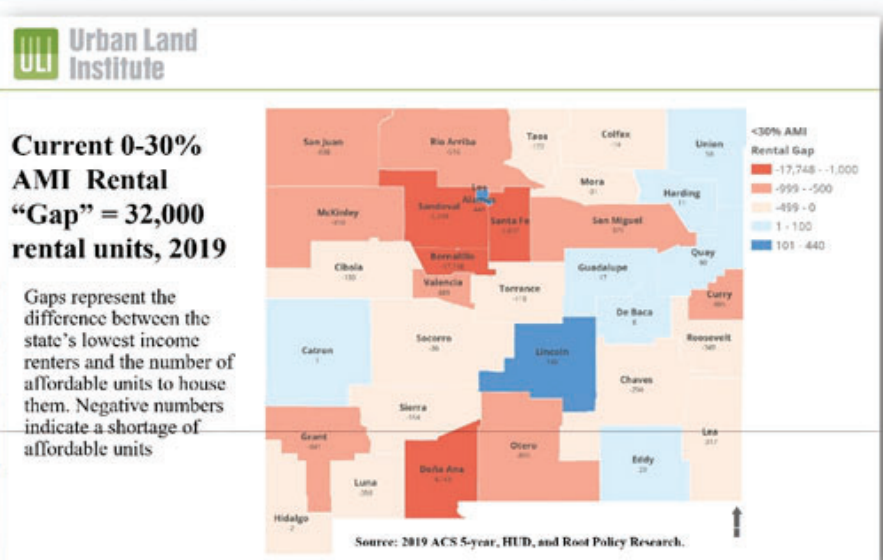 ULI Urban Land
Institute
Current 0-30%
AMI Rental
"Gap" = 32,000
rental units, 2019
Gaps represent the
difference between the
state's lowest income
renters and the number of
affordable units to house
them. Negative numbers
indicate a shortage of
affordable units
San Juan
Rio Arriba
Taos
Colfax
Union
Mora
Harding
Los
Alamos
McKinley
Sandoval
Santa Fe
San Miguel
Quay
Bernalillo
Cibola
Guadalupe
Valencia
Torrance
Curry
De Baca
Roosevelt
Catron
Socorro
Lincoln
Chaves
Sierra
Lea
Grant
Otero
Eddy
Doña Ana
Luna
Hidalgo
<30% AMI
Rental Gap
-17,748 - -1,000
-999 - -500
-499 - 0
1 - 100
101 - 440
Source: 2019 ACS 5-year, HUD, and Root Policy Research.